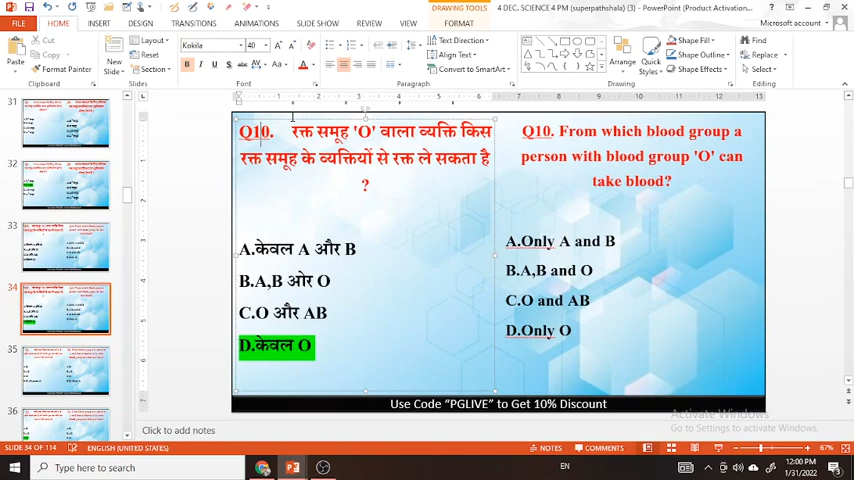 4 DEC, SCIENCE 4 PM (superpathshala) - PowerPoint (Product Activation...
DRAWING TOOLS
FILE HOME INSERT DESIGN TRANSITIONS ANIMATIONS SLIDE SHOW REVIEW VIEW FORMAT
Microsoft account
Cut
Copy
Format Painter
Paste
Clipboard
New Slide
Layout
Reset
Section
Slides
Kokila 40
Font
Paragraph
Text Direction
Align Text
Convert to SmartArt
Arrange
Quick Styles
Shape Fill
Shape Outline
Shape Effects
Drawing
Find
Replace
Select
Editing
31
32
33
34
35
36
Q10. रक्त समूह 'O' वाला व्यक्ति किस
रक्त समूह के व्यक्तियों से रक्त ले सकता है
?
A.केवल A और B
B.A,B ओर O
C.O और AB
D.केवल O
Q10. From which blood group a
person with blood group 'O' can
take blood?
A.Only A and B
B.A,B and O
C.O and AB
D.Only O
Use Code "PGLIVE" to Get 10% Discount
Activate Windows
Go to Settings to activate Windows.
Click to add notes
SLIDE 34 OF 114 ENGLISH (UNITED STATES) NOTES COMMENTS 67%
Type here to search
EN
12:00 PM
1/31/2022